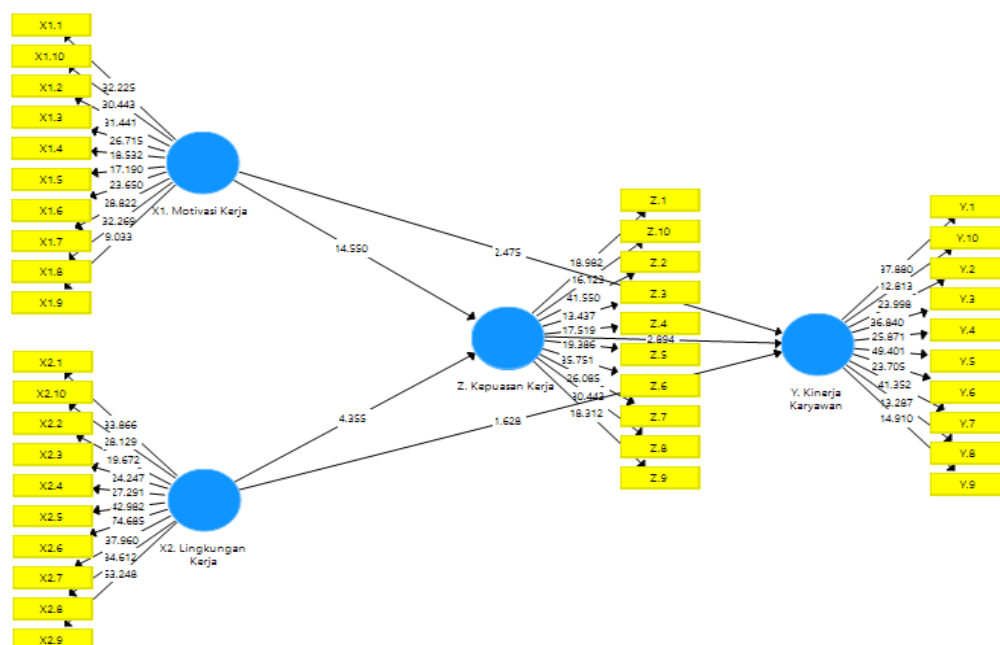 X1.1
X1.10
X1.2
X1.3
X1.4
X1.5
X1.6
X1.7
X1.8
X1.9
32.225
30.443
31.441
26.715
18.532
17.190
23.650
28.822
32.269
9.033
X1. Motivasi Kerja
X2.1
X2.10
X2.2
X2.3
X2.4
X2.5
X2.6
X2.7
X2.8
X2.9
33.866
28.129
19.672
24.247
27.291
42.982
74.685
37.960
34.612
53.248
X2. Lingkungan
Kerja
14.550
2.475
4.355
1.628
2.894
Z. Kepuasan Kerja
18.982
16.123
41.550
13.437
17.519
19.386
35.751
26.085
30.443
18.312
Z.1
Z.10
Z.2
Z.3
Z.4
Z.5
Z.6
Z.7
Z.8
Z.9
Y. Kinerja
Karyawan
37.880
12.813
23.998
36.840
25.871
49.401
23.705
41.352
Y.1
Y.10
Y.2
Y.3
Y.4
Y.5
Y.6
Y.7
Y.8
Y.9